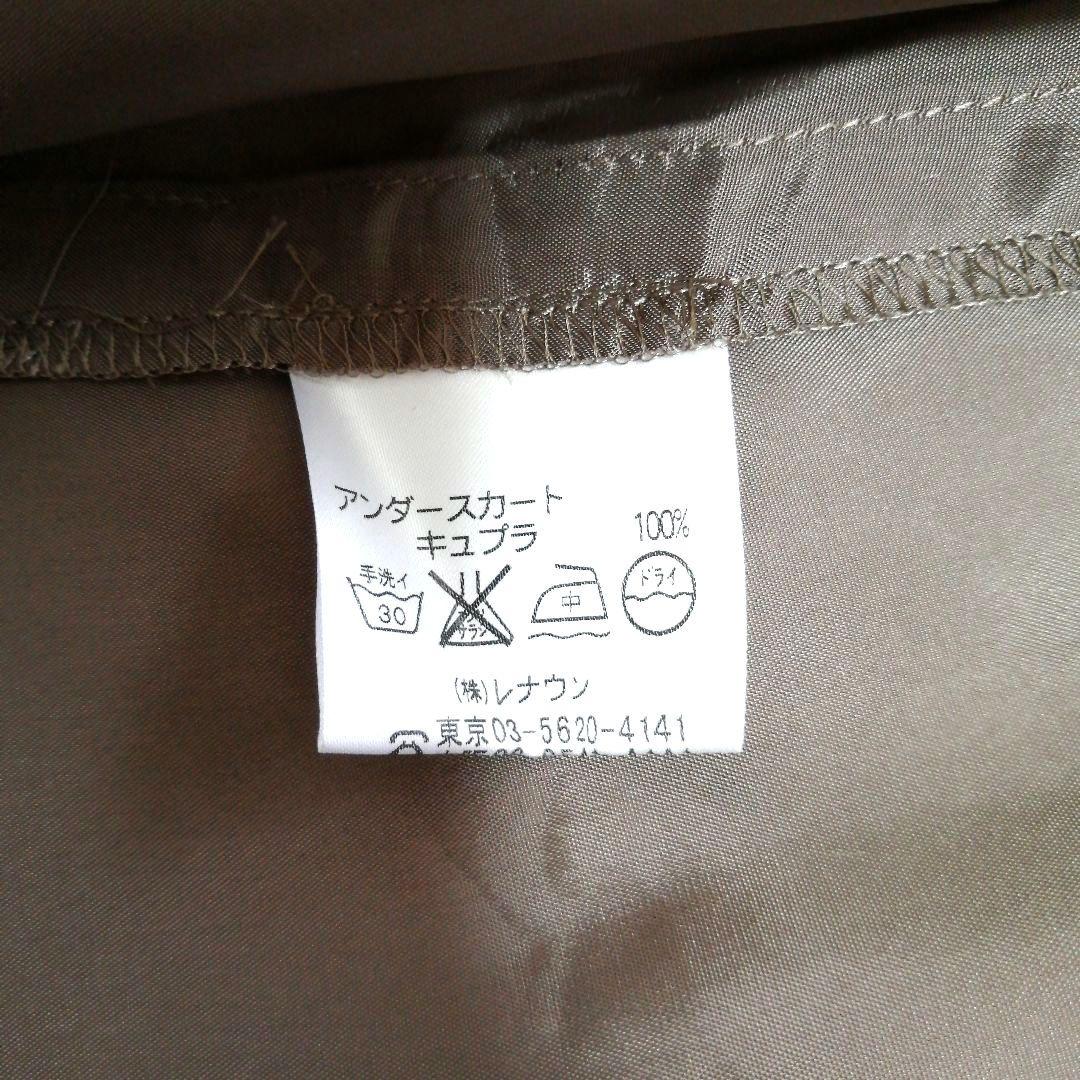 アンダースカート
キュプラ 100%
手洗イ 30
中
ドライ
(株)レナウン
東京03-5620-4141